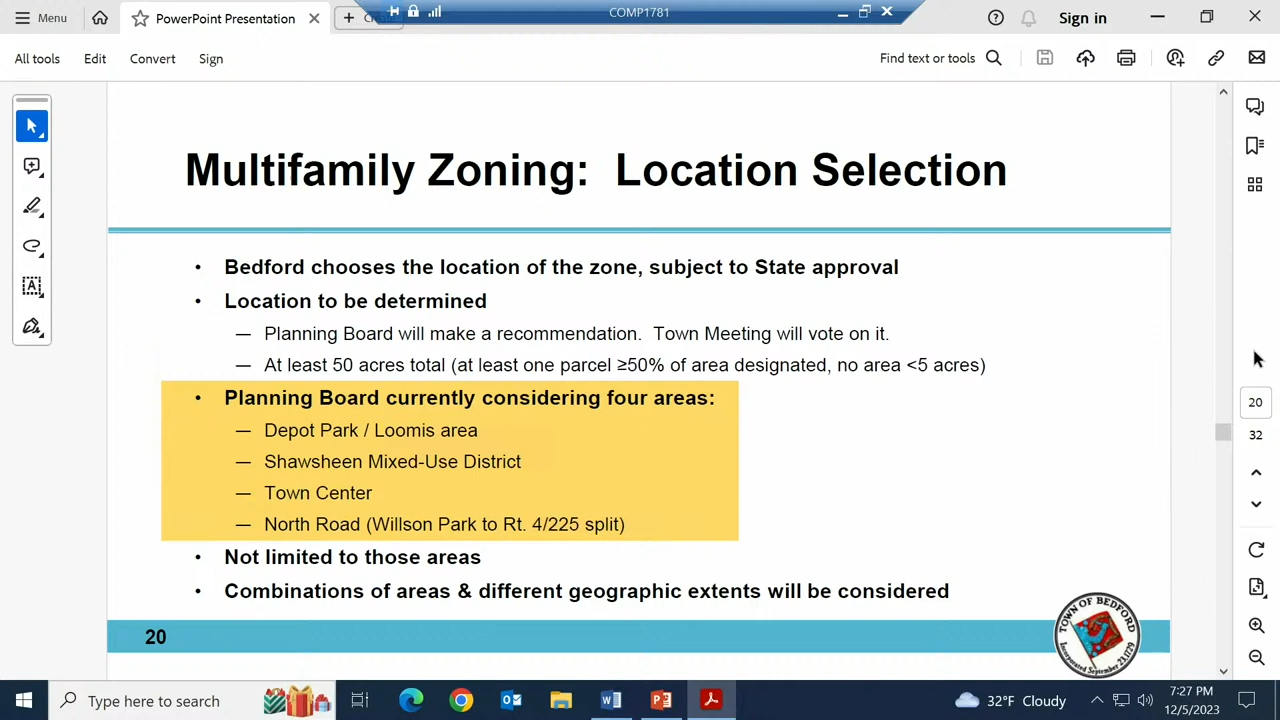 Menu
PowerPoint Presentation
COMP1781
Sign in
All tools
Edit
Convert
Sign
Find text or tools
Multifamily Zoning: Location Selection
• Bedford chooses the location of the zone, subject to State approval
• Location to be determined
— Planning Board will make a recommendation. Town Meeting will vote on it.
— At least 50 acres total (at least one parcel ≥50% of area designated, no area <5 acres)
• Planning Board currently considering four areas:
— Depot Park / Loomis area
— Shawsheen Mixed-Use District
— Town Center
— North Road (Willson Park to Rt. 4/225 split)
• Not limited to those areas
• Combinations of areas & different geographic extents will be considered
20
TOWN OF BEDFORD
Incorporated September 23, 1729
20
32
Type here to search
32°F Cloudy
7:27 PM
12/5/2023